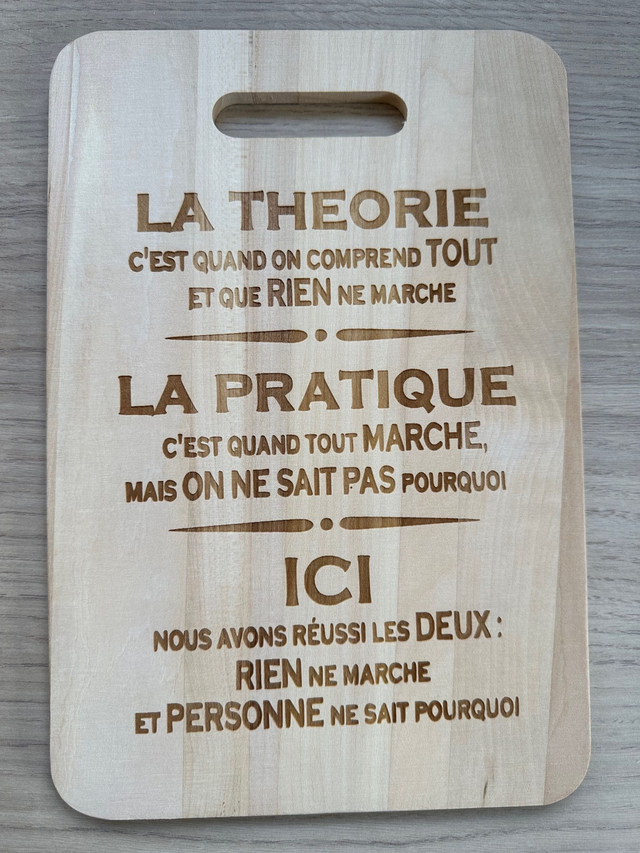 LA THEORIE
C'EST QUAND ON COMPREND TOUT
ET QUE RIEN NE MARCHE
LA PRATIQUE
C'EST QUAND TOUT MARCHE,
MAIS ON NE SAIT PAS POURQUOI
ICI
NOUS AVONS RÉUSSI LES DEUX :
RIEN NE MARCHE
ET PERSONNE NE SAIT POURQUOI